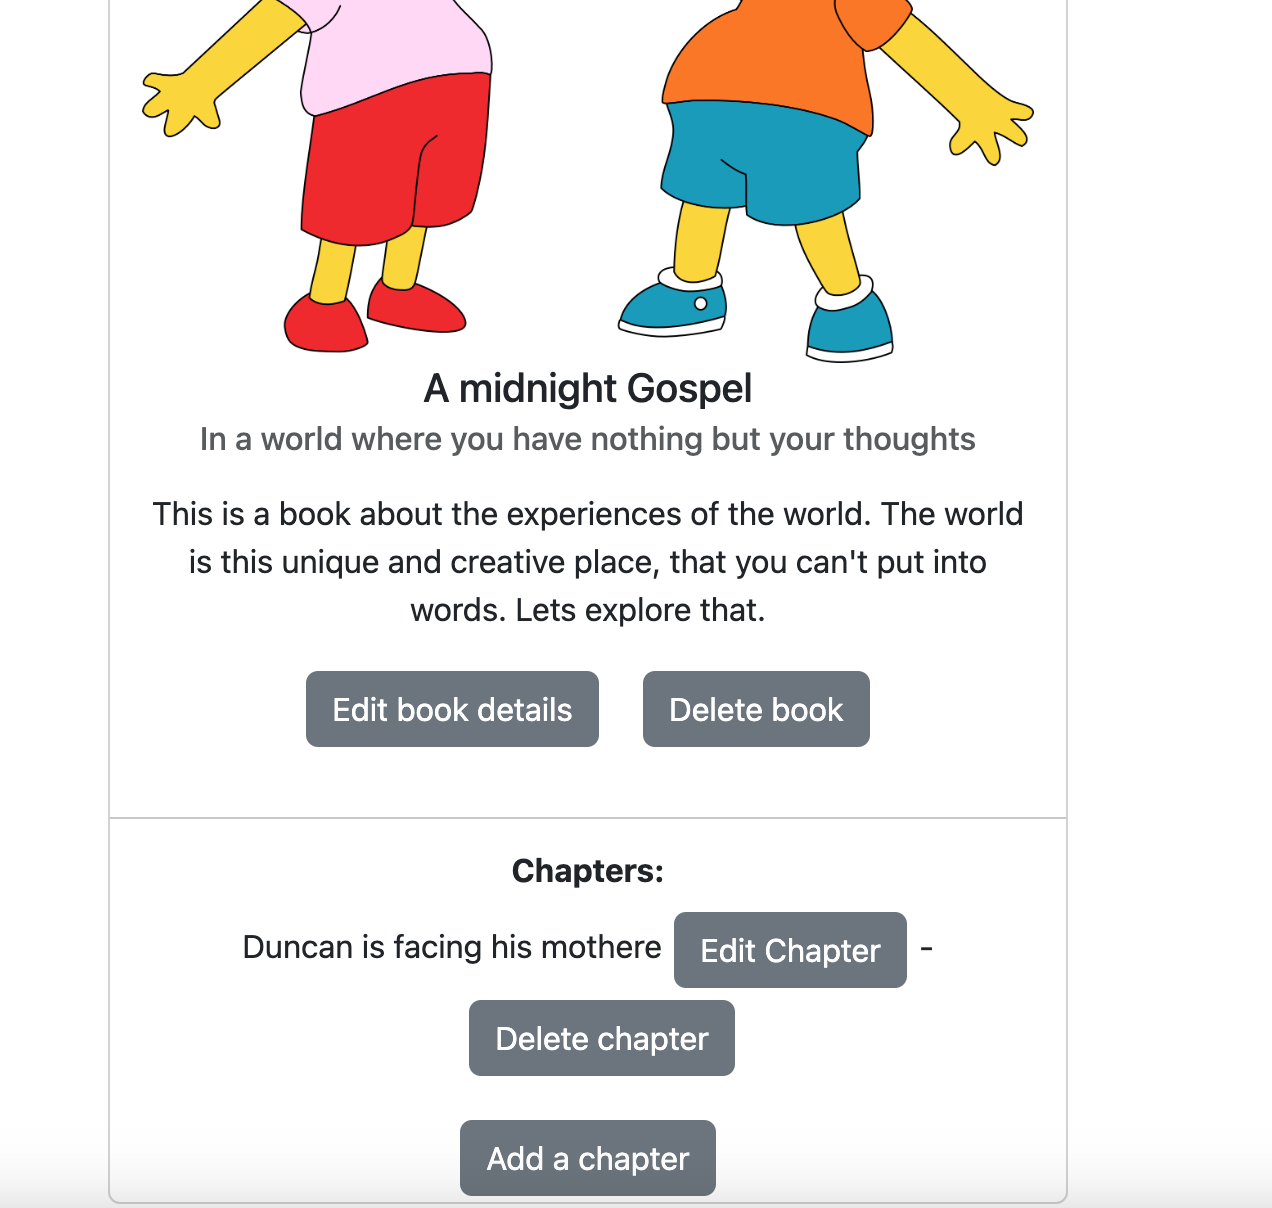 A midnight Gospel
In a world where you have nothing but your thoughts
This is a book about the experiences of the world. The world
is this unique and creative place, that you can't put into
words. Lets explore that.
Edit book details Delete book
Chapters:
Duncan is facing his mothere Edit Chapter -
Delete chapter
Add a chapter